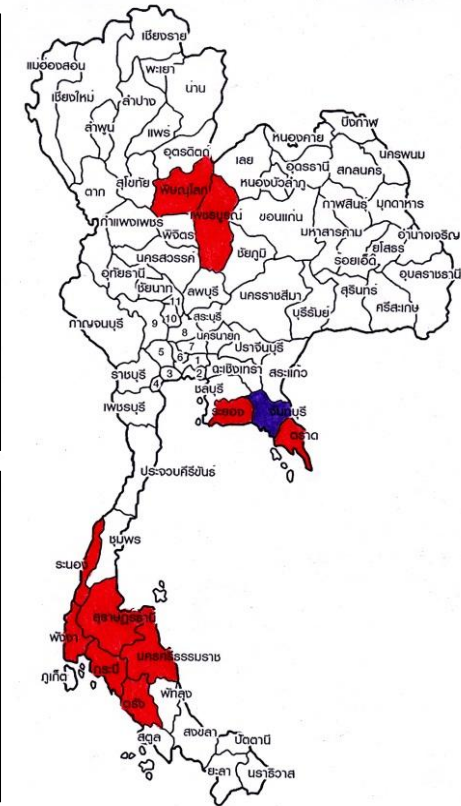 เชียงราย
แม่ฮ่องสอน
พะเยา
เชียงใหม่
น่าน
ลำปาง
ลำพูน
แพร่
อุตรดิตถ์
บึงกาฬ
หนองคาย
เลย
อุดรธานี
นครพนม
สกลนคร
หนองบัวลำภู
ตาก
สุโขทัย
พิษณุโลก
เพชรบูรณ์
ขอนแก่น
กาฬสินธุ์
มุกดาหาร
กำแพงเพชร
พิจิตร
มหาสารคาม
อำนาจเจริญ
ยโสธร
ร้อยเอ็ด
ชัยภูมิ
นครสวรรค์
อุทัยธานี
ชัยนาท
ลพบุรี
นครราชสีมา
บุรีรัมย์
สุรินทร์
ศรีสะเกษ
อุบลราชธานี
11
10
9
สระบุรี
กาญจนบุรี
8
นครนายก
7
ปราจีนบุรี
5
6
1
2
3
4
ฉะเชิงเทรา
สระแก้ว
ราชบุรี
ชลบุรี
เพชรบุรี
ระยอง
จันทบุรี
ตราด
ประจวบคีรีขันธ์
ชุมพร
ระนอง
สุราษฎร์ธานี
พังงา
นครศรีธรรมราช
กระบี่
ภูเก็ต
ตรัง
พัทลุง
สตูล
สงขลา
ปัตตานี
ยะลา
นราธิวาส